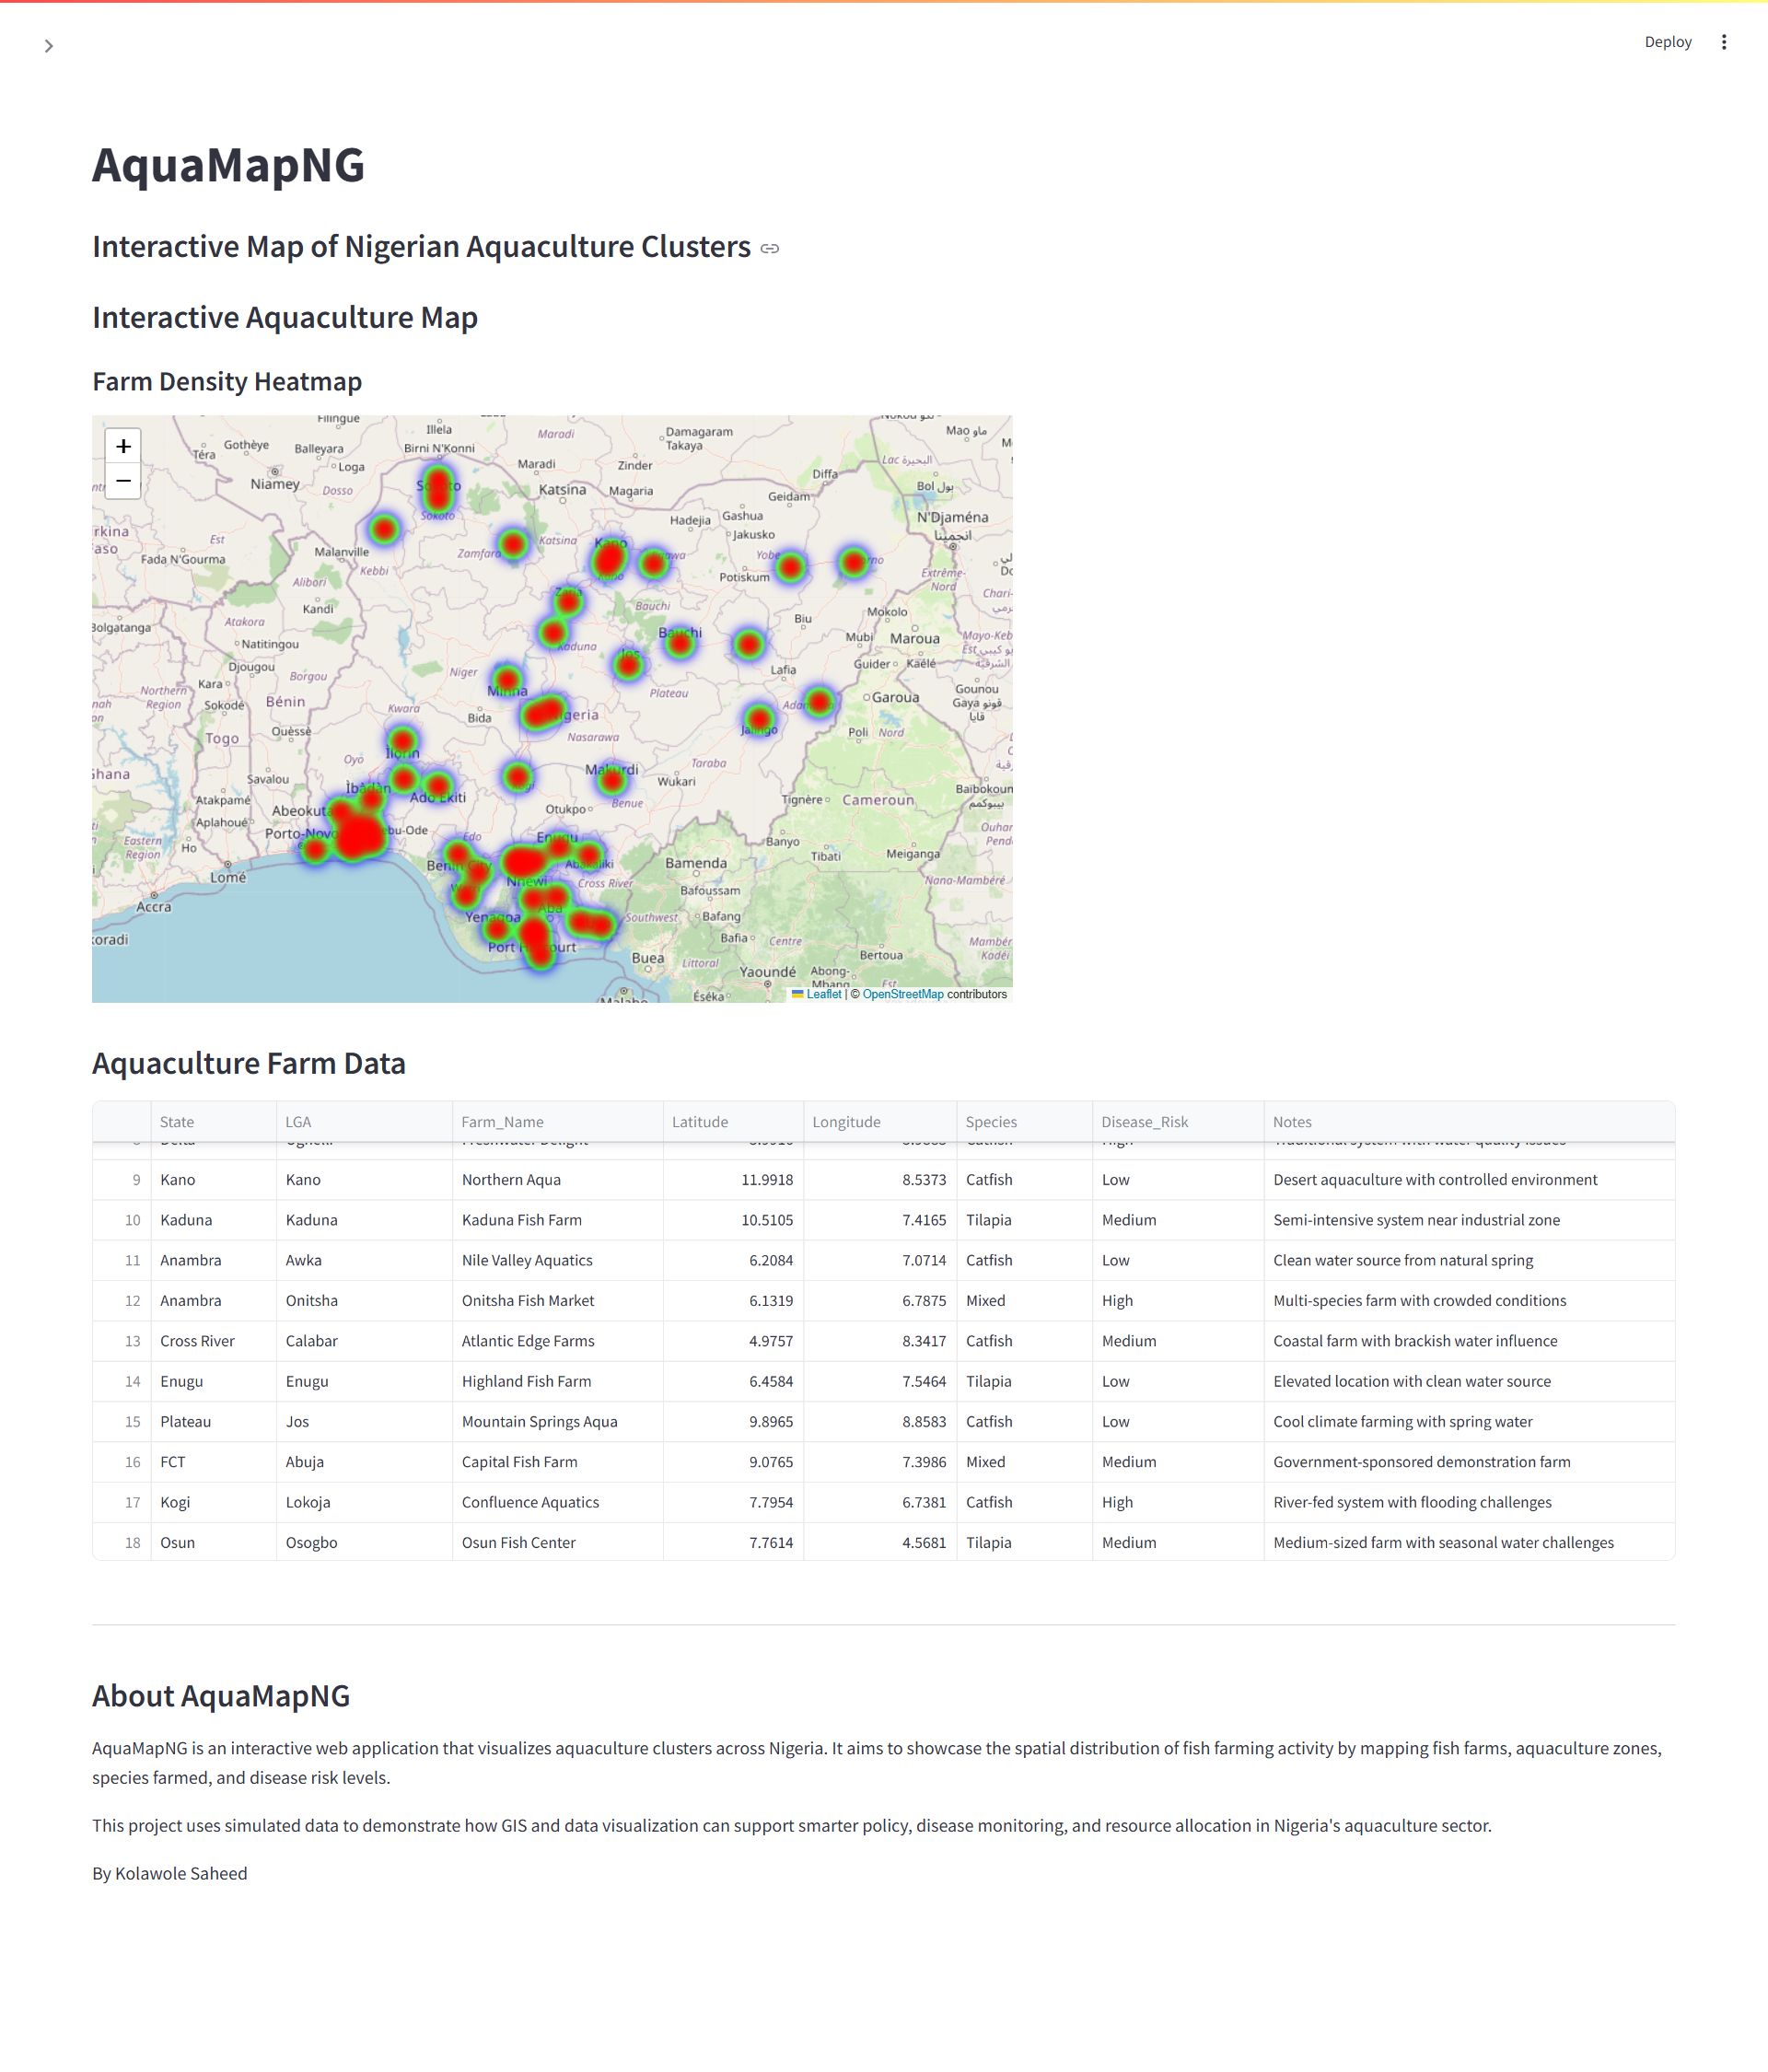 Deploy
AquaMapNG
Interactive Map of Nigerian Aquaculture Clusters
Interactive Aquaculture Map
Farm Density Heatmap
+
−
Filingue
Illela
Birni N'Konni
Maradi
Damagaram
Takaya
Mao ماو
Téra
Gothèye
Balleyara
Loga
Maradi
Zinder
Diffa
Lac البحيرة
Niamey
Dosso
Katsina
Magaria
Geidam
Bol بول
Sokoto
Hadejia
Gashua
Jakusko
N'Djaména
انجمينا
Est
Fada N'Gourma
Malanville
Kebbi
Zamfara
Katsina
Kano
Yobe
Potiskum
Extrême-
Nord
Alibori
Kandi
Zaria
Bauchi
Biu
Mokolo
Bolgatanga
Atakora
Natitingou
Kaduna
Bauchi
Mubi
Maroua
Djougou
Borgou
Niger
Jos
Lafia
Guider
Kaélé
Kara
Northern
Region
Sokodé
Bénin
Minna
Plateau
Garoua
Gounou
Gaya
Kwara
Bida
Nigeria
Jalingo
Poli
Nord
Togo
Ouèssè
Oyo
Ilorin
Nasarawa
Savalou
Makurdi
Taraba
Wukari
Ibadan
Ado Ekiti
Kogi
Benue
Tignère
Cameroun
Baibokoum
Atakpamé
Abeokuta
Otukpo
Aplahoué
Porto-Novo
Edo
Enugu
Banyo
Eastern
Region
Ho
Benin City
Abakaliki
Bamenda
Tibati
Meiganga
Lomé
Nnewi
Cross River
Bafoussam
Nana-Mambéré
Accra
Aba
Yenagoa
Southwest
Bafang
Port Harcourt
Bafia
Centre
Buea
Littoral
Bertoua
Yaoundé
Abong-
Mbang
Malabo
Éséka
Est
Leaflet | © OpenStreetMap contributors
Aquaculture Farm Data
State LGA Farm_Name Latitude Longitude Species Disease_Risk Notes
9 Kano Kano Northern Aqua 11.9918 8.5373 Catfish Low Desert aquaculture with controlled environment
10 Kaduna Kaduna Kaduna Fish Farm 10.5105 7.4165 Tilapia Medium Semi-intensive system near industrial zone
11 Anambra Awka Nile Valley Aquatics 6.2084 7.0714 Catfish Low Clean water source from natural spring
12 Anambra Onitsha Onitsha Fish Market 6.1319 6.7875 Mixed High Multi-species farm with crowded conditions
13 Cross River Calabar Atlantic Edge Farms 4.9757 8.3417 Catfish Medium Coastal farm with brackish water influence
14 Enugu Enugu Highland Fish Farm 6.4584 7.5464 Tilapia Low Elevated location with clean water source
15 Plateau Jos Mountain Springs Aqua 9.8965 8.8583 Catfish Low Cool climate farming with spring water
16 FCT Abuja Capital Fish Farm 9.0765 7.3986 Mixed Medium Government-sponsored demonstration farm
17 Kogi Lokoja Confluence Aquatics 7.7954 6.7381 Catfish High River-fed system with flooding challenges
18 Osun Osogbo Osun Fish Center 7.7614 4.5681 Tilapia Medium Medium-sized farm with seasonal water challenges
About AquaMapNG
AquaMapNG is an interactive web application that visualizes aquaculture clusters across Nigeria. It aims to showcase the spatial distribution of fish farming activity by mapping fish farms, aquaculture zones,
species farmed, and disease risk levels.
This project uses simulated data to demonstrate how GIS and data visualization can support smarter policy, disease monitoring, and resource allocation in Nigeria's aquaculture sector.
By Kolawole Saheed